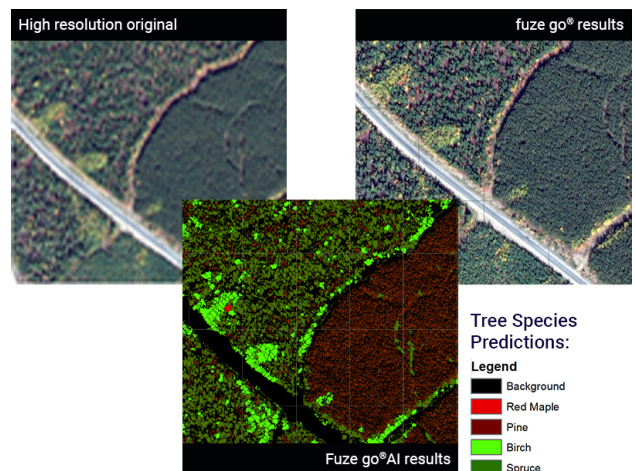 High resolution original
fuze go® results
Fuze go®AI results
Tree Species
Predictions:
Legend
Background
Red Maple
Pine
Birch
Spruce